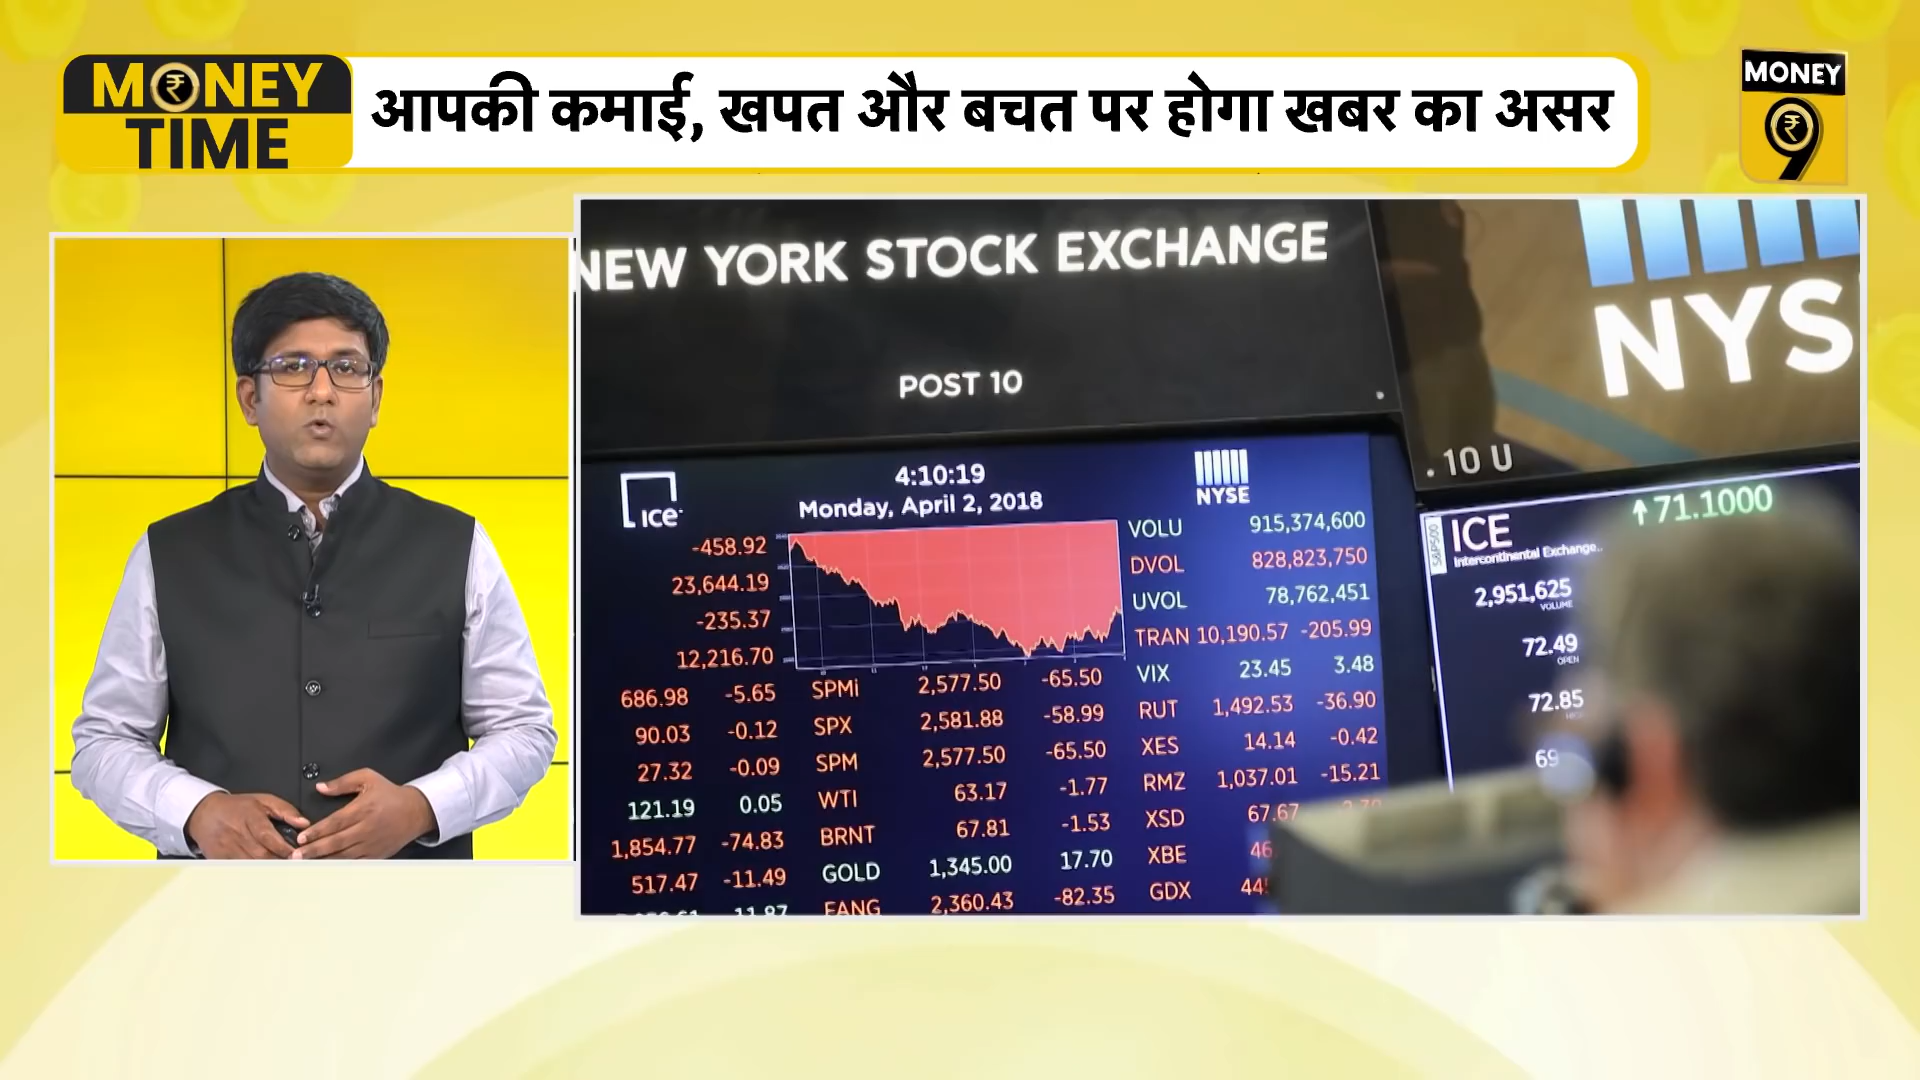 MONEY
TIME
आपकी कमाई, खपत और बचत पर होगा खबर का असर
MONEY
9
NEW YORK STOCK EXCHANGE
POST 10
NYS
. 10 U
ICE
4:10:19
Monday, April 2, 2018
NYSE
-458.92
23,644.19
-235.37
12,216.70
686.98 -5.65
90.03 -0.12
27.32 -0.09
121.19 0.05
1,854.77 -74.83
517.47 -11.49
SPMi 2,577.50 -65.50
SPX 2,581.88 -58.99
SPM 2,577.50 -65.50
WTI 63.17 -1.77
BRNT 67.81 -1.53
GOLD 1,345.00 17.70
FANG 2,360.43 -82.35
VOLU 915,374,600
DVOL 828,823,750
UVOL 78,762,451
TRAN 10,190.57 -205.99
VIX 23.45 3.48
RUT 1,492.53 -36.90
XES 14.14 -0.42
RMZ 1,037.01 -15.21
XSD 67.67
XBE 46
GDX 44
S&P500
ICE
Intercontinental Exchange..
71.1000
2,951,625
VOLUME
72.49
OPEN
72.85
69